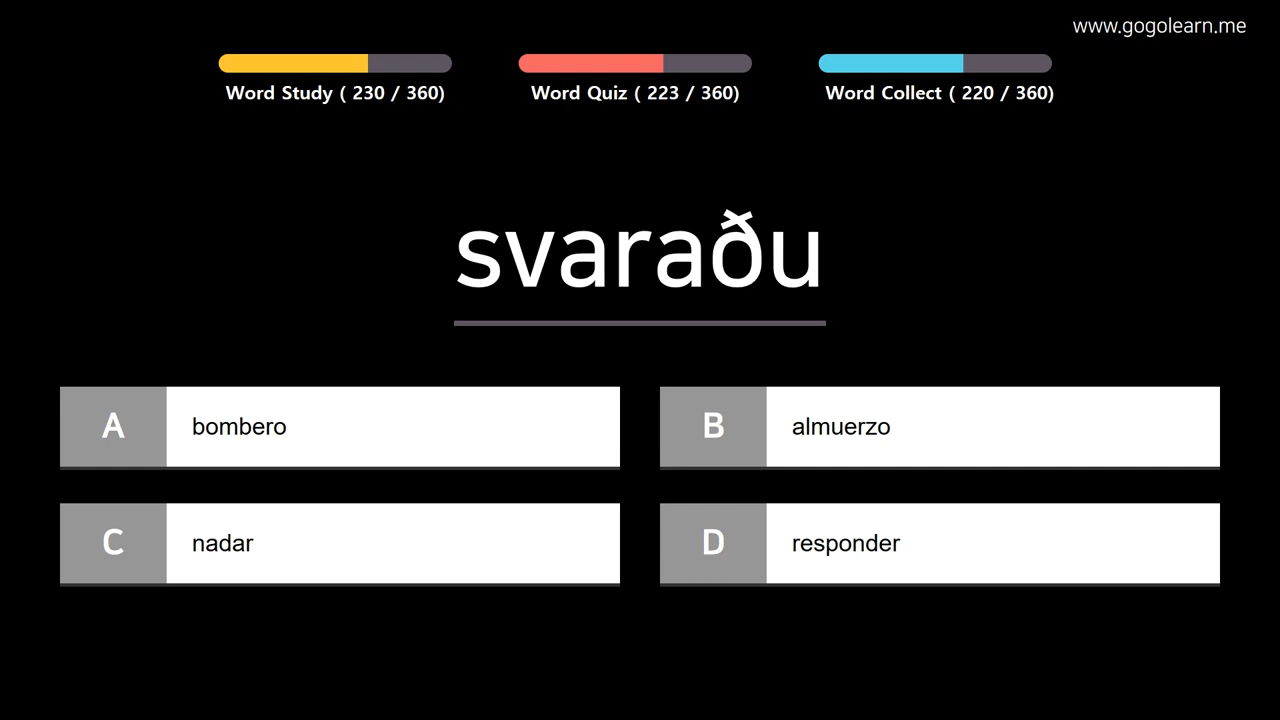 www.gogolearn.me
Word Study ( 230 / 360)
Word Quiz ( 223 / 360)
Word Collect ( 220 / 360)
svaraðu
A
bombero
B
almuerzo
C
nadar
D
responder